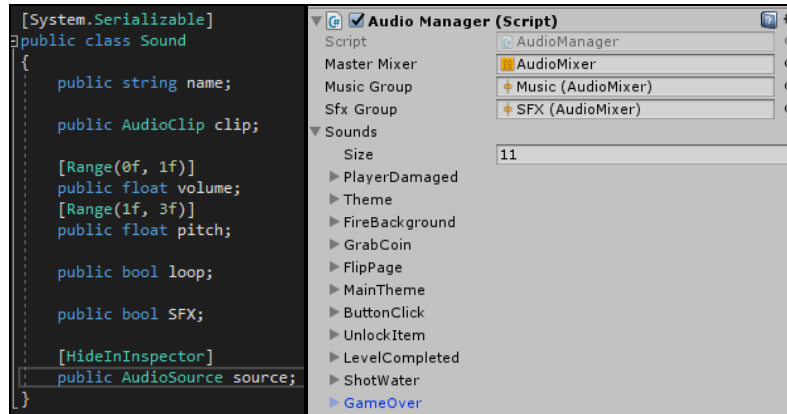 [System.Serializable]
public class Sound
{
public string name;
public AudioClip clip;
[Range(0f, 1f)]
public float volume;
[Range(1f, 3f)]
public float pitch;
public bool loop;
public bool SFX;
[HideInInspector]
public AudioSource source;
}
Audio Manager (Script)
Script AudioManager
Master Mixer AudioMixer
Music Group Music (AudioMixer)
Sfx Group SFX (AudioMixer)
Sounds
Size 11
PlayerDamaged
Theme
FireBackground
GrabCoin
FlipPage
MainTheme
ButtonClick
UnlockItem
LevelCompleted
ShotWater
GameOver